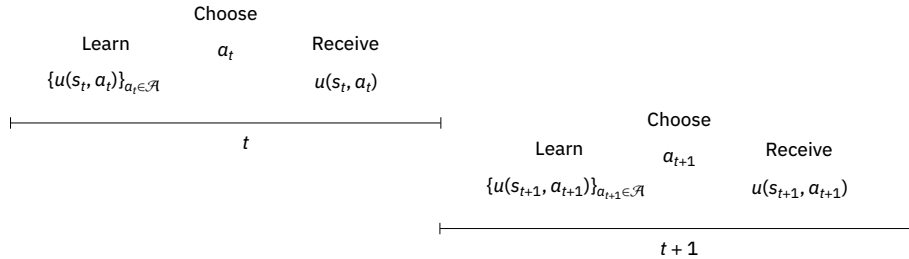 Choose
Learn
a_t
Receive
{u(s_t, a_t)}_{a_t∈𝒜}
u(s_t, a_t)
t
Choose
Learn
a_{t+1}
Receive
{u(s_{t+1}, a_{t+1})}_{a_{t+1}∈𝒜}
u(s_{t+1}, a_{t+1})
t + 1